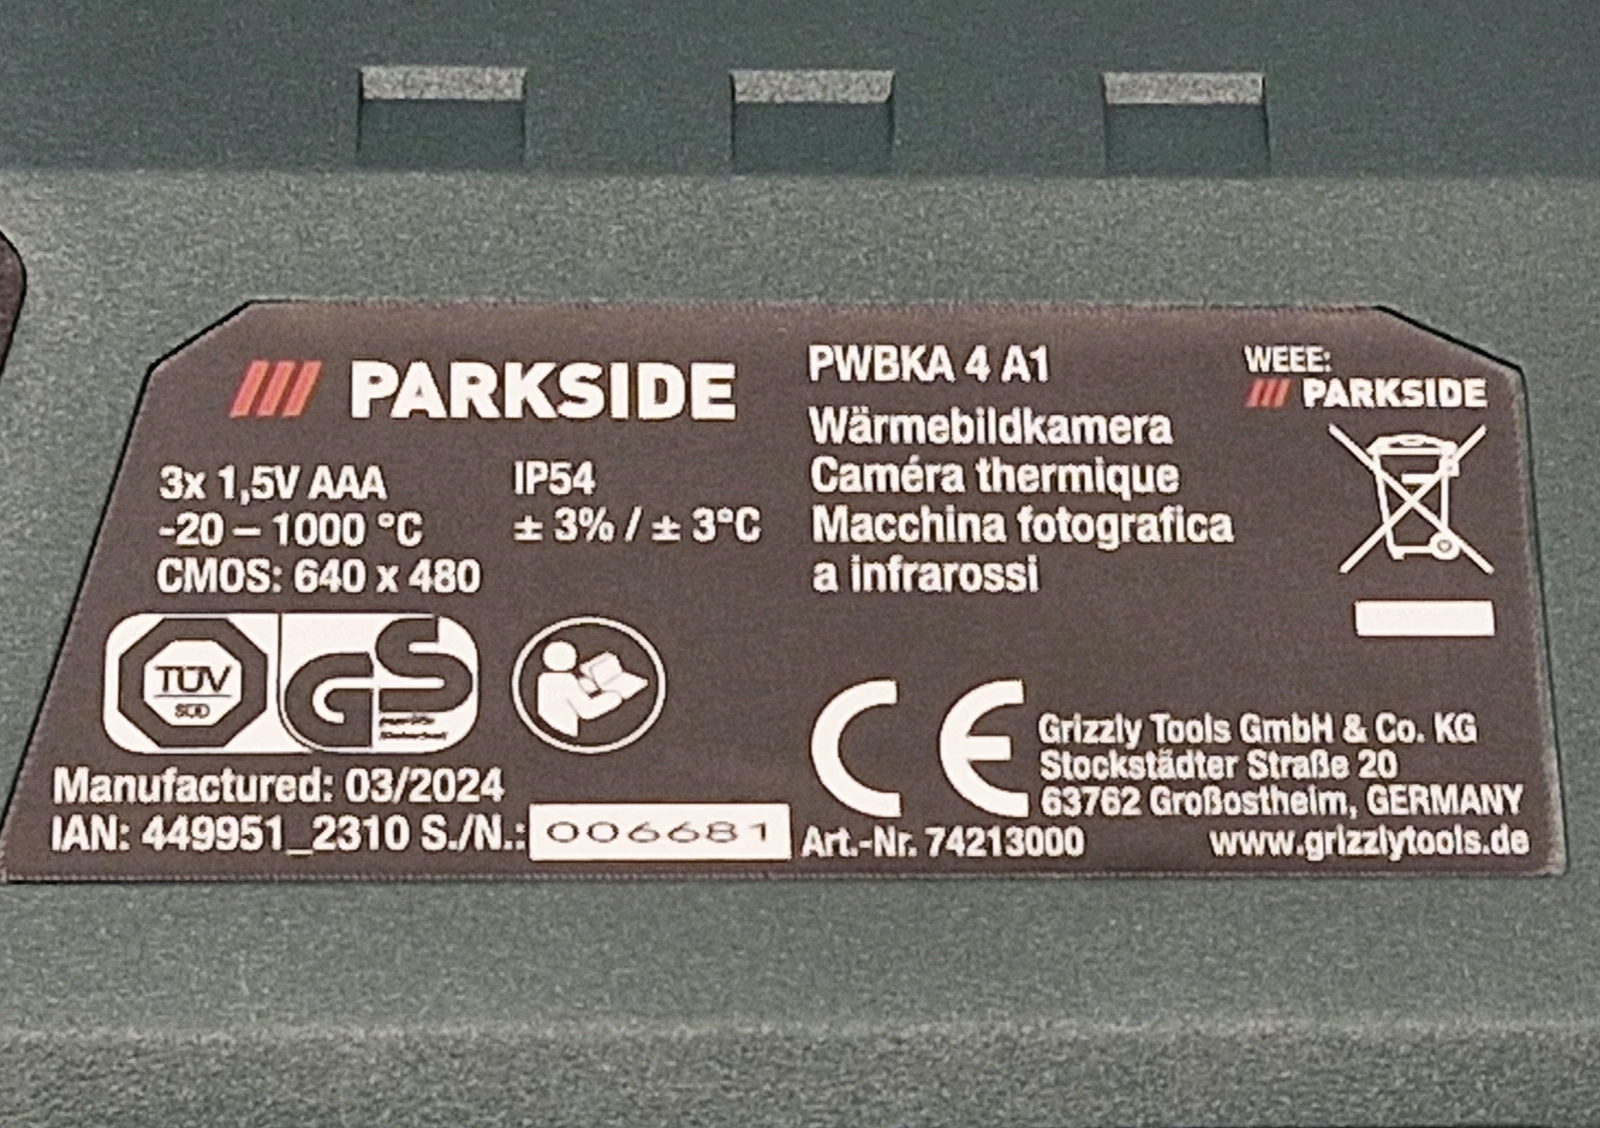 PARKSIDE
3x 1,5V AAA
-20 – 1000 °C
CMOS: 640 x 480
IP54
± 3% / ± 3°C
PWBKA 4 A1
Wärmebildkamera
Caméra thermique
Macchina fotografica
a infrarossi
WEEE:
PARKSIDE
TÜV
SÜD
GS
Manufactured: 03/2024
IAN: 449951_2310 S./N.: 006681
CE
Grizzly Tools GmbH & Co. KG
Stockstädter Straße 20
63762 Großostheim, GERMANY
Art.-Nr. 74213000
www.grizzlytools.de